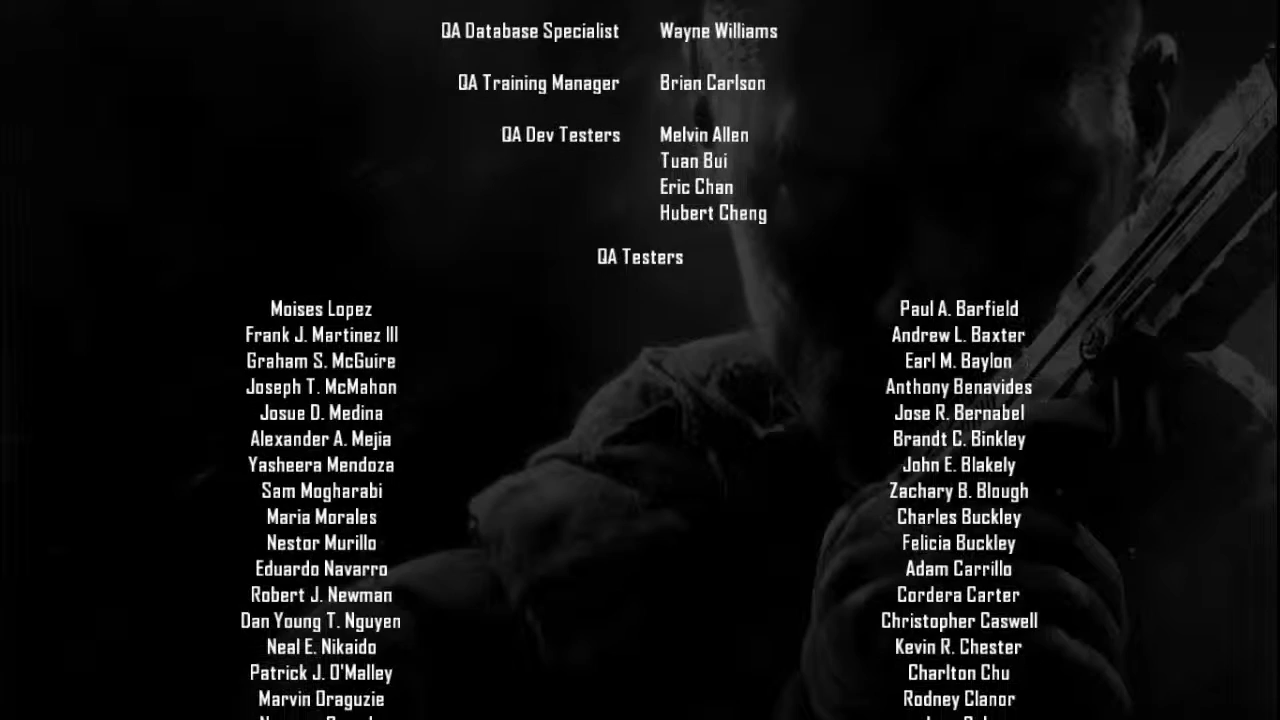 QA Database Specialist Wayne Williams
QA Training Manager Brian Carlson
QA Dev Testers Melvin Allen
Tuan Bui
Eric Chan
Hubert Cheng
QA Testers
Moises Lopez
Frank J. Martinez III
Graham S. McGuire
Joseph T. McMahon
Josue D. Medina
Alexander A. Mejia
Yasheera Mendoza
Sam Mogharabi
Maria Morales
Nestor Murillo
Eduardo Navarro
Robert J. Newman
Dan Young T. Nguyen
Neal E. Nikaido
Patrick J. O'Malley
Marvin Oraguzie
Paul A. Barfield
Andrew L. Baxter
Earl M. Baylon
Anthony Benavides
Jose R. Bernabel
Brandt C. Binkley
John E. Blakely
Zachary B. Blough
Charles Buckley
Felicia Buckley
Adam Carrillo
Cordera Carter
Christopher Caswell
Kevin R. Chester
Charlton Chu
Rodney Clanor